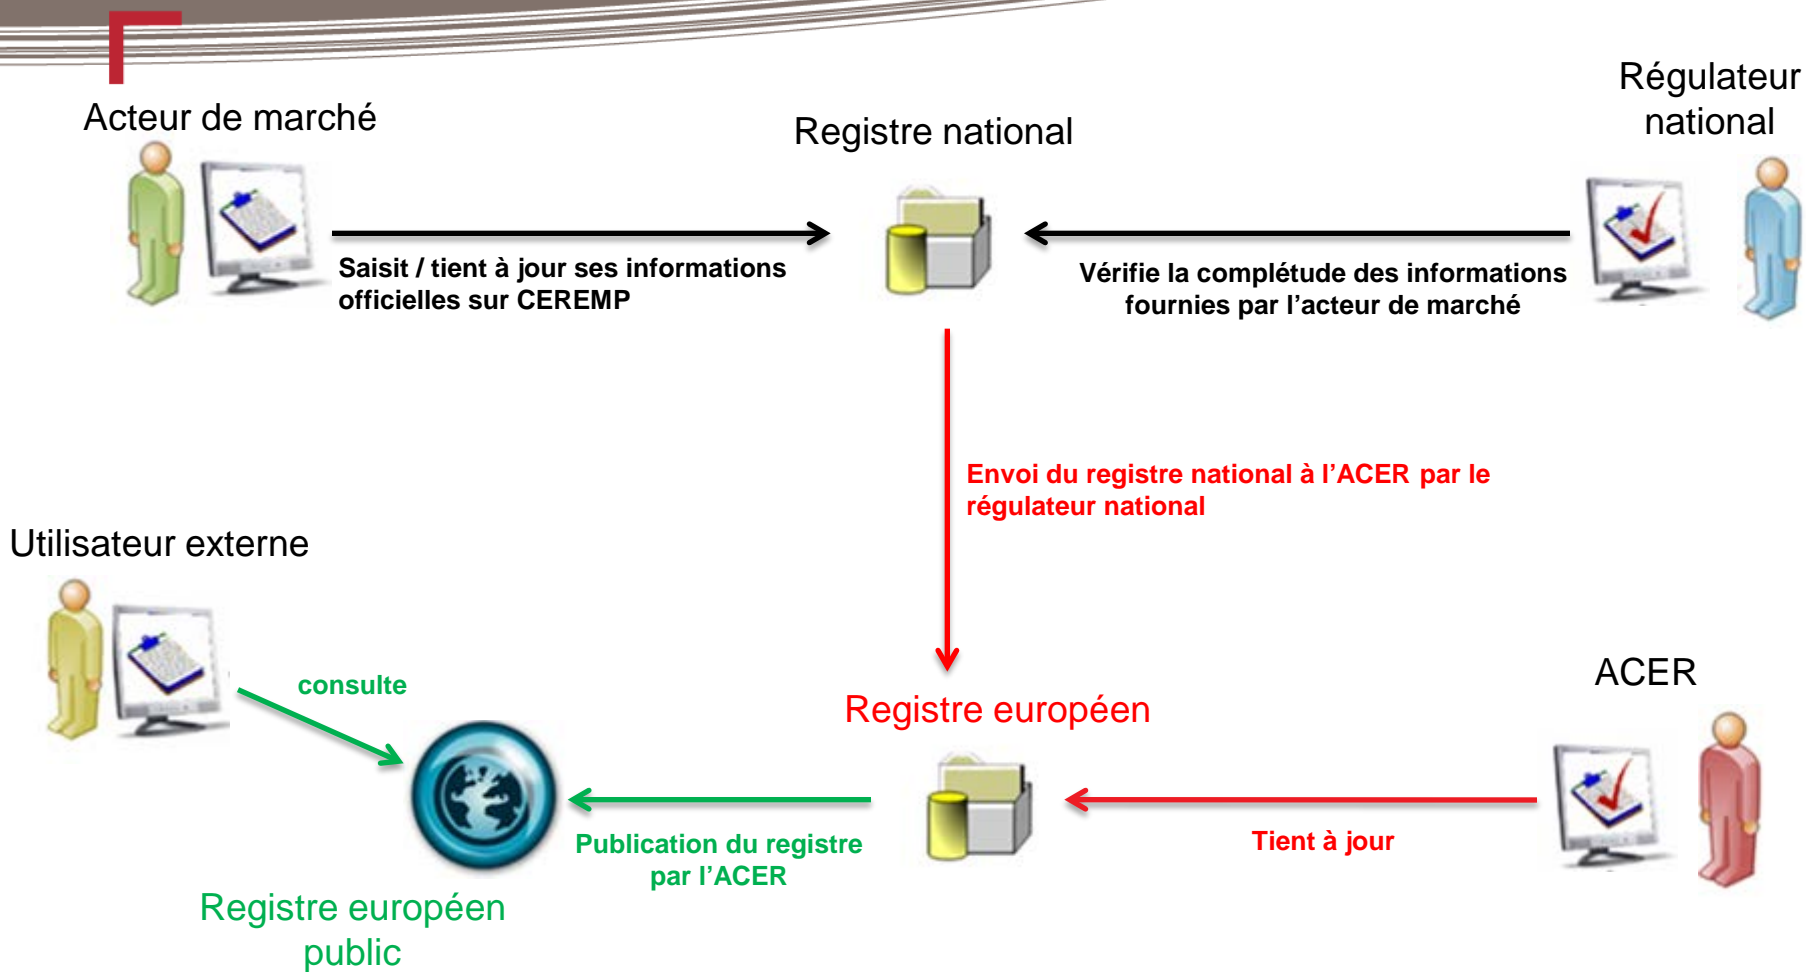 Acteur de marché
Registre national
Régulateur
national
Saisit / tient à jour ses informations
officielles sur CEREMP
Vérifie la complétude des informations
fournies par l’acteur de marché
Envoi du registre national à l’ACER par le
régulateur national
Utilisateur externe
consulte
Registre européen
ACER
Publication du registre
par l’ACER
Tient à jour
Registre européen
public